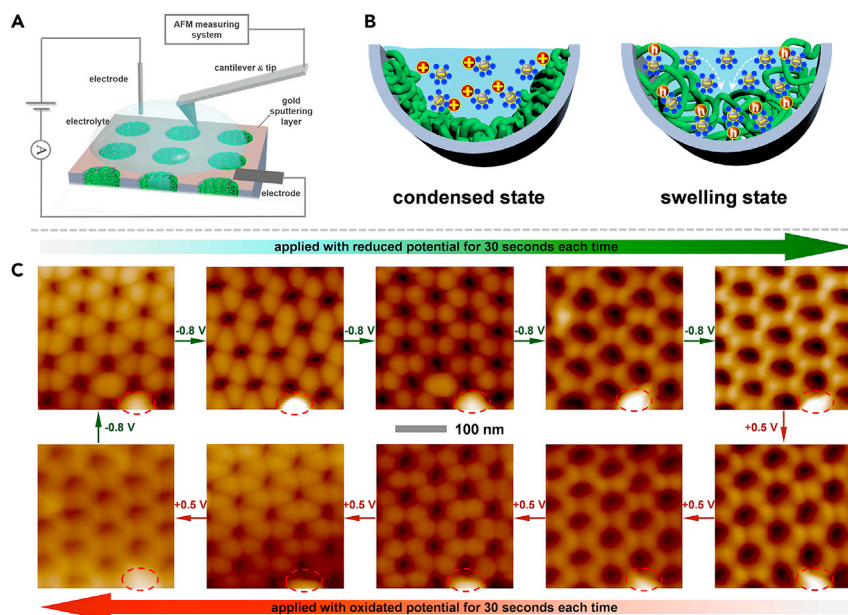 A
AFM measuring
system
cantilever & tip
electrode
electrolyte
gold
sputtering
layer
A
electrode
B
+ + + + +
h h h h h h
condensed state
swelling state
applied with reduced potential for 30 seconds each time
C
-0.8 V
-0.8 V
-0.8 V
-0.8 V
-0.8 V
100 nm
+0.5 V
+0.5 V
+0.5 V
+0.5 V
+0.5 V
applied with oxidated potential for 30 seconds each time